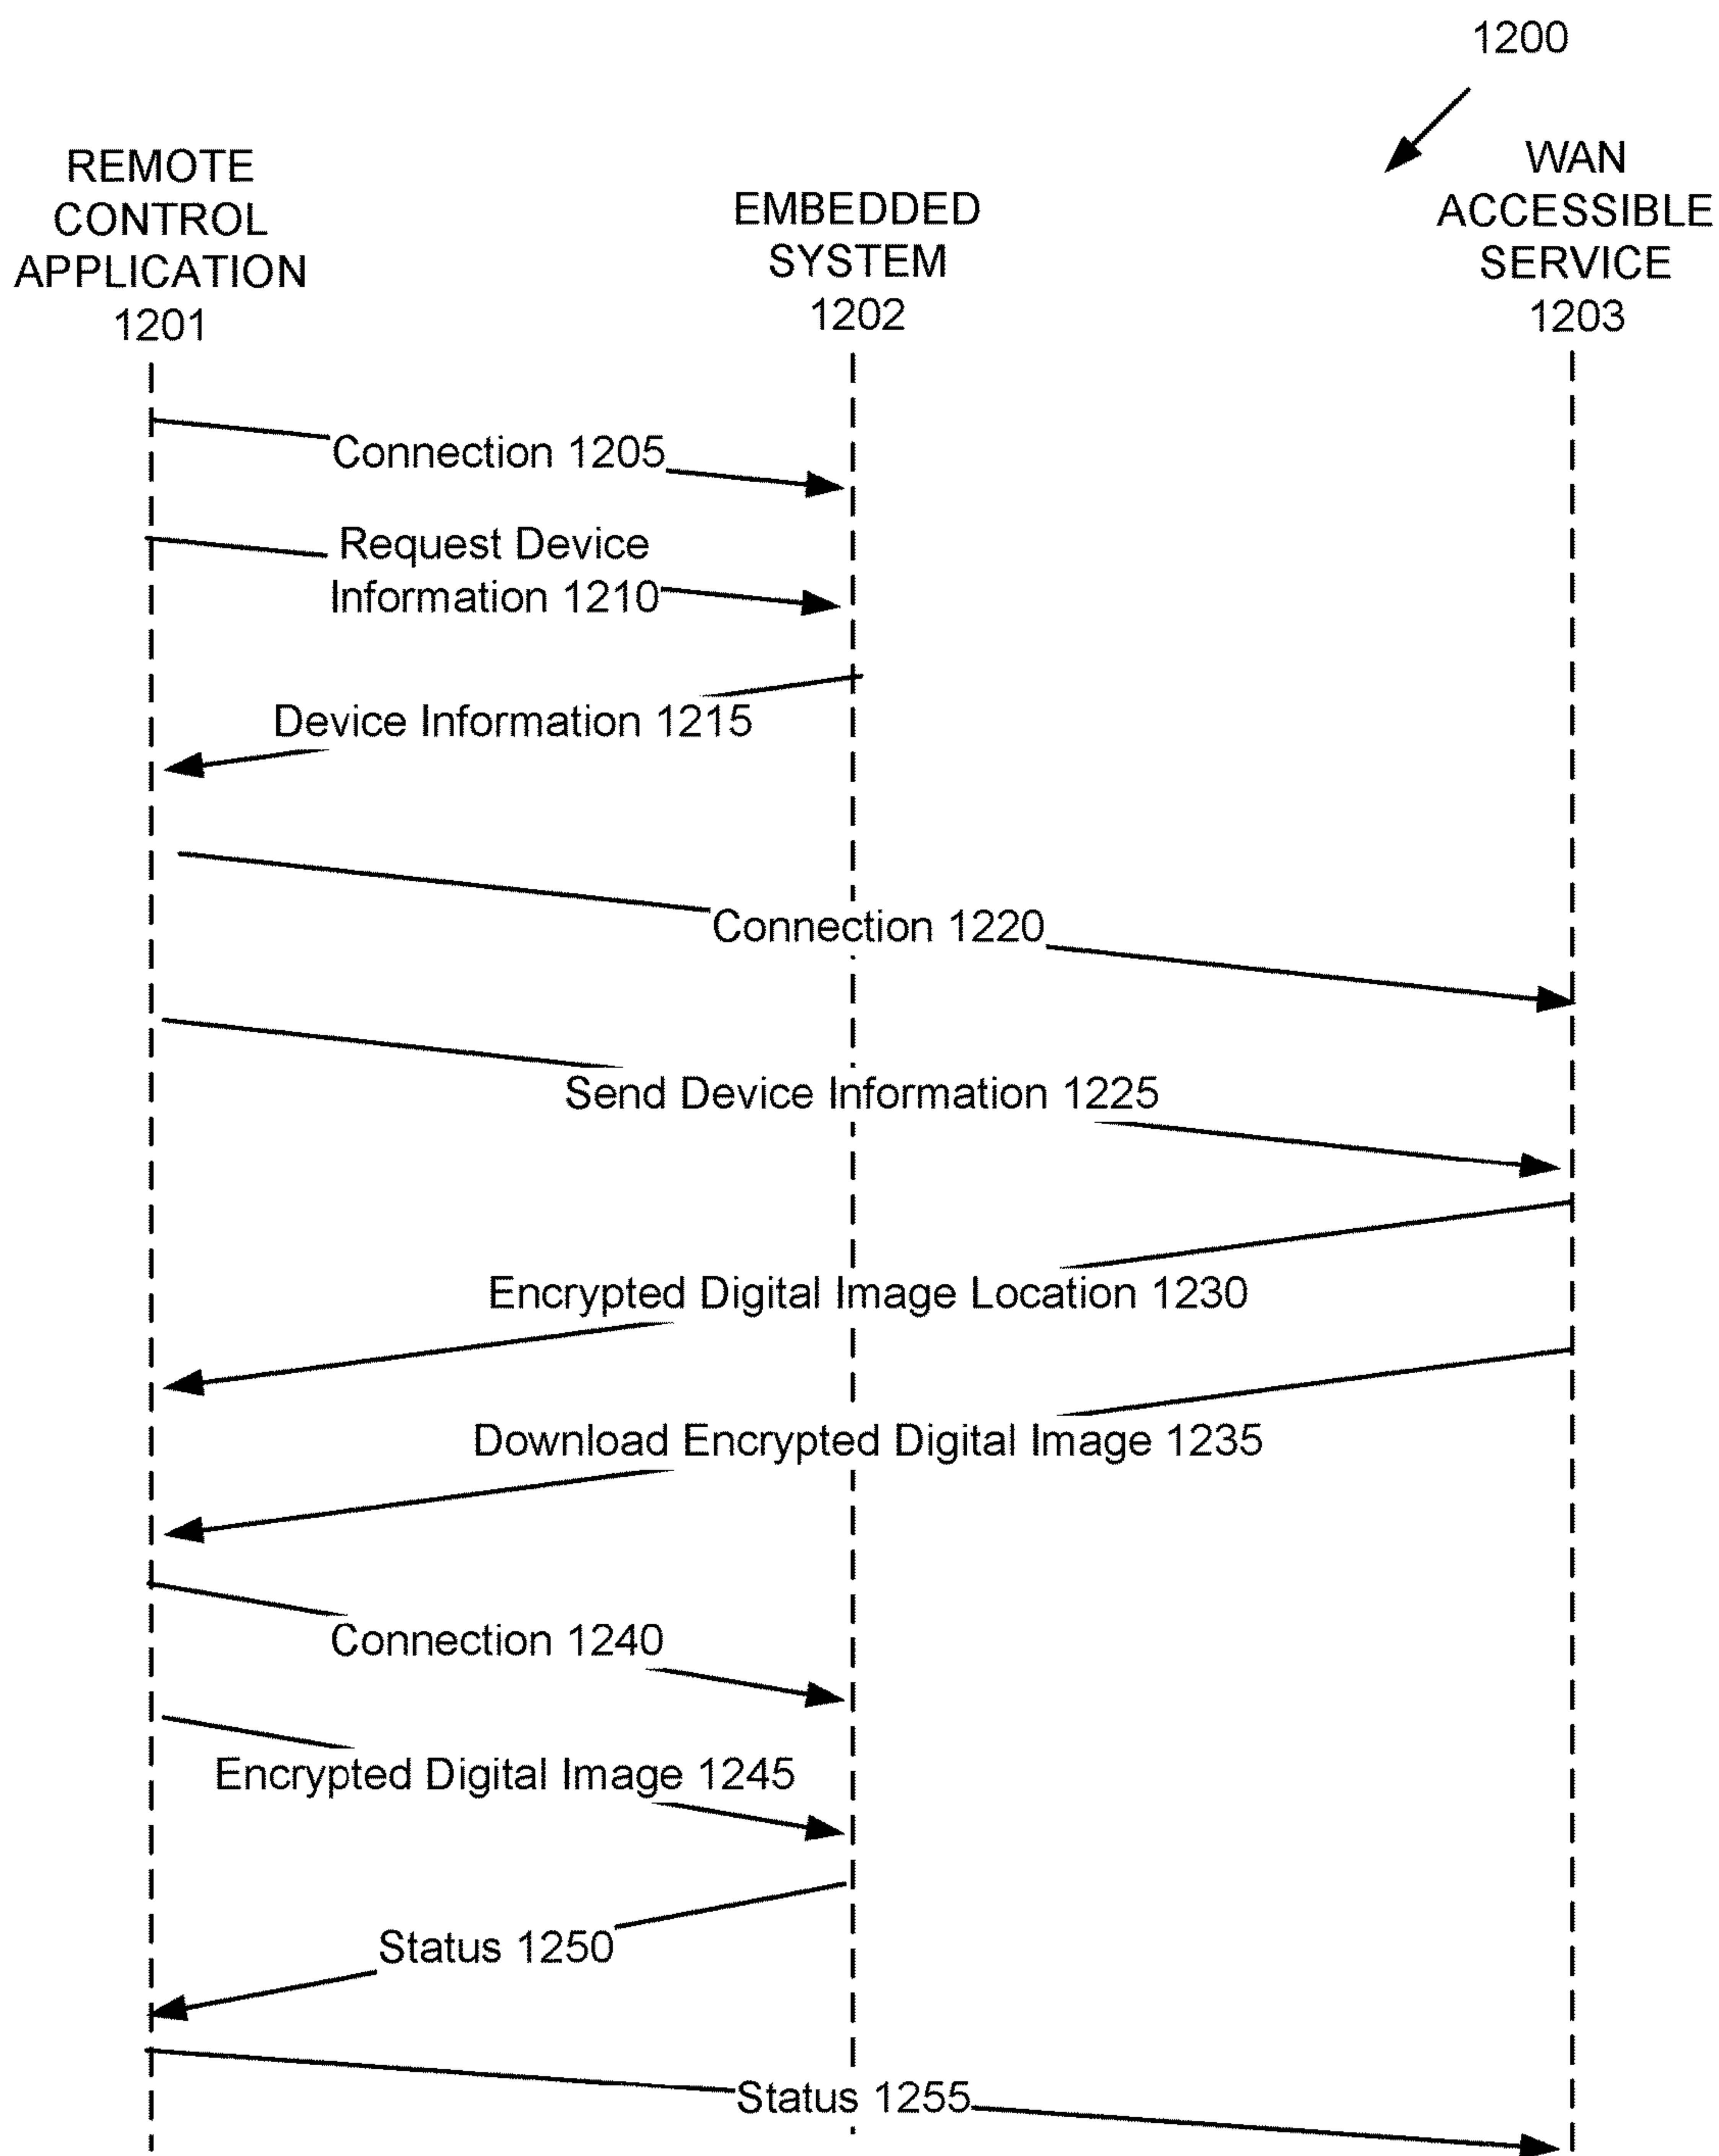 1200
REMOTE
CONTROL
APPLICATION
1201
EMBEDDED
SYSTEM
1202
WAN
ACCESSIBLE
SERVICE
1203
Connection 1205
Request Device
Information 1210
Device Information 1215
Connection 1220
Send Device Information 1225
Encrypted Digital Image Location 1230
Download Encrypted Digital Image 1235
Connection 1240
Encrypted Digital Image 1245
Status 1250
Status 1255